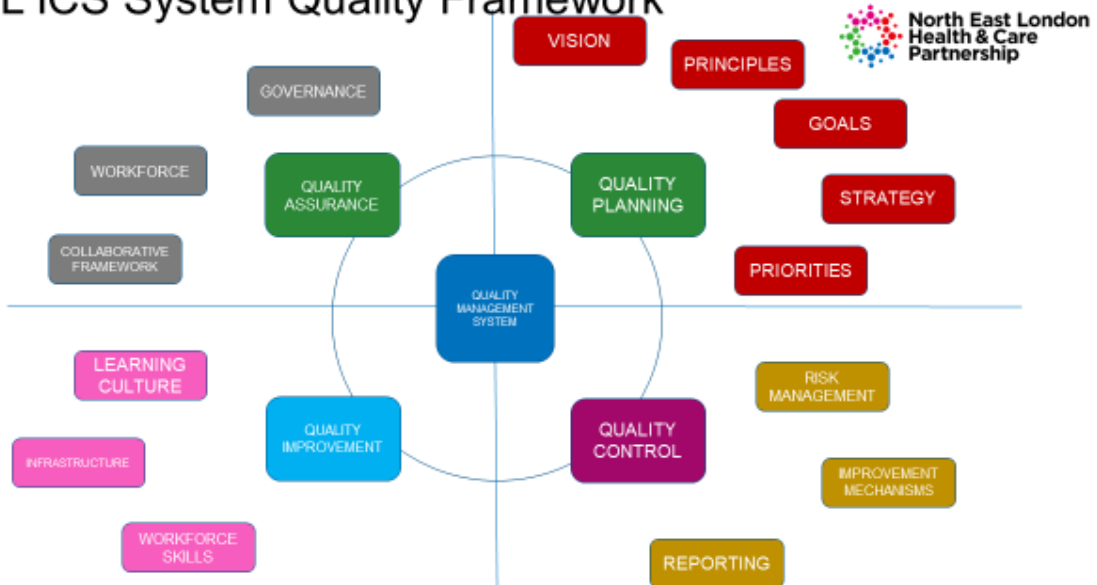 L ICS System Quality Framework
North East London
Health & Care
Partnership
VISION
PRINCIPLES
GOALS
STRATEGY
PRIORITIES
GOVERNANCE
WORKFORCE
COLLABORATIVE
FRAMEWORK
QUALITY
ASSURANCE
QUALITY
PLANNING
QUALITY
MANAGEMENT
SYSTEM
QUALITY
IMPROVEMENT
QUALITY
CONTROL
LEARNING
CULTURE
INFRASTRUCTURE
WORKFORCE
SKILLS
RISK
MANAGEMENT
IMPROVEMENT
MECHANISMS
REPORTING